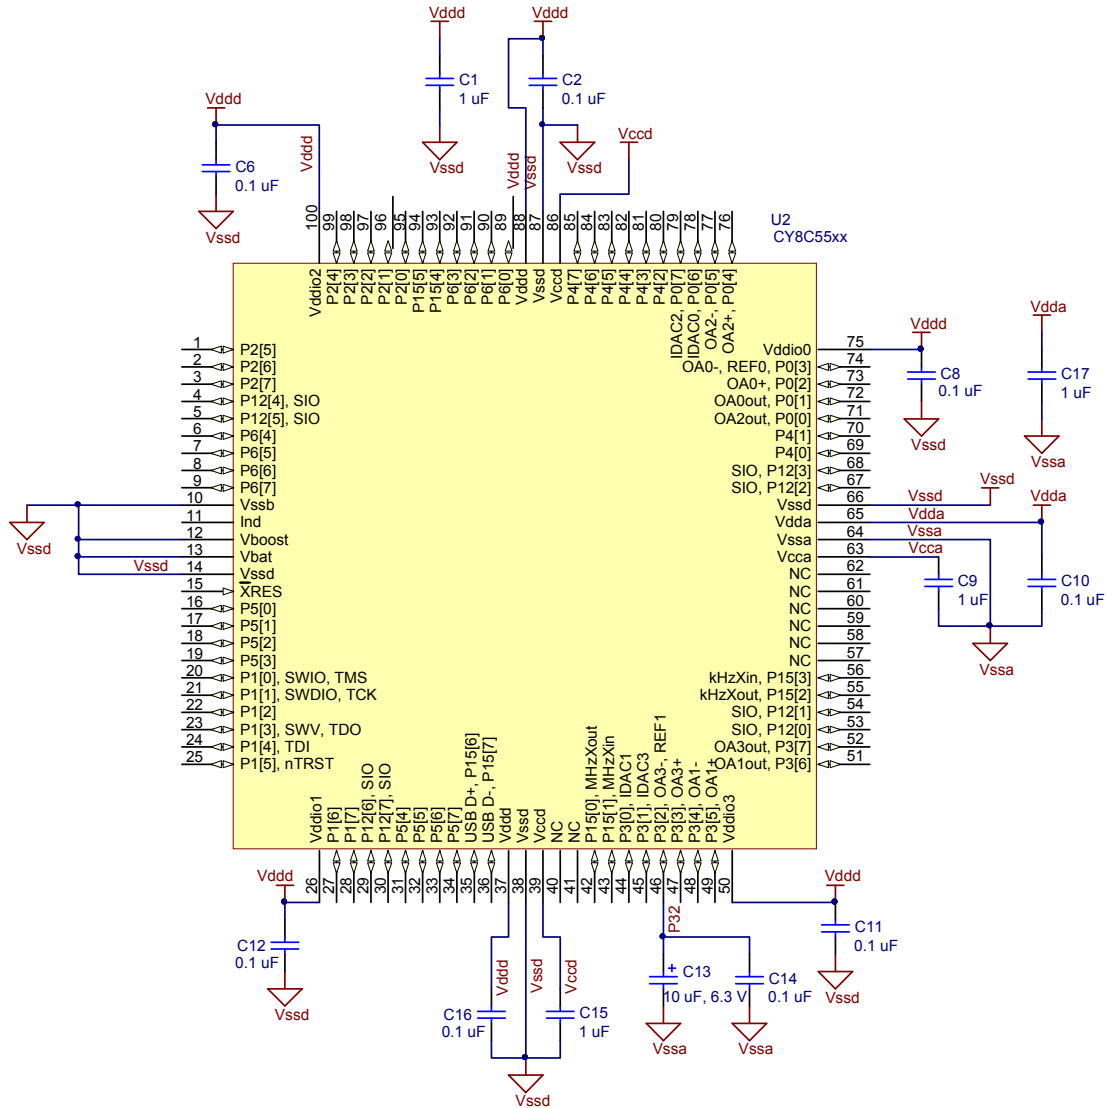 Vddd
C1
1 uF
Vssd
Vddd
C2
0.1 uF
Vssd
Vccd
Vddd
C6
0.1 uF
Vssd
Vddd
Vddd
Vssd
U2
CY8C55xx
100
99
98
97
96
95
94
93
92
91
90
89
88
87
86
85
84
83
82
81
80
79
78
77
76
Vddio2
P2[4]
P2[3]
P2[2]
P2[1]
P2[0]
P15[5]
P15[4]
P6[3]
P6[2]
P6[1]
P6[0]
Vddd
Vssd
Vccd
P4[7]
P4[6]
P4[5]
P4[4]
P4[3]
P4[2]
IDAC2, P0[7]
IDAC0, P0[6]
OA2-, P0[5]
OA2+, P0[4]
1 P2[5]
2 P2[6]
3 P2[7]
4 P12[4], SIO
5 P12[5], SIO
6 P6[4]
7 P6[5]
8 P6[6]
9 P6[7]
10 Vssb
11 Ind
12 Vboost
13 Vbat
Vssd 14 Vssd
15 XRES
16 P5[0]
17 P5[1]
18 P5[2]
19 P5[3]
20 P1[0], SWIO, TMS
21 P1[1], SWDIO, TCK
22 P1[2]
23 P1[3], SWV, TDO
24 P1[4], TDI
25 P1[5], nTRST
Vssd
Vddio0 75
OA0-, REF0, P0[3] 74
OA0+, P0[2] 73
OA0out, P0[1] 72
OA2out, P0[0] 71
P4[1] 70
P4[0] 69
SIO, P12[3] 68
SIO, P12[2] 67
Vssd 66 Vssd
Vdda 65 Vdda
Vssa 64 Vssa
Vcca 63 Vcca
NC 62
NC 61
NC 60
NC 59
NC 58
NC 57
kHzXin, P15[3] 56
kHzXout, P15[2] 55
SIO, P12[1] 54
SIO, P12[0] 53
OA3out, P3[7] 52
OA1out, P3[6] 51
Vddd
C8
0.1 uF
Vssd
Vdda
C17
1 uF
Vssa
Vssd
Vdda
C9
1 uF
C10
0.1 uF
Vssa
Vddio1
P1[6]
P1[7]
P12[6], SIO
P12[7], SIO
P5[4]
P5[5]
P5[6]
P5[7]
USB D+, P15[6]
USB D-, P15[7]
Vddd
Vssd
Vccd
NC
NC
P15[0], MHzXout
P15[1], MHzXin
P3[0], IDAC1
P3[1], IDAC3
P3[2], OA3-, REF1
P3[3], OA3+
P3[4], OA1-
P3[5], OA1+
Vddio3
26
27
28
29
30
31
32
33
34
35
36
37
38
39
40
41
42
43
44
45
46
47
48
49
50
Vddd
C12
0.1 uF
Vssd
Vddd
Vssd
Vccd
C16
0.1 uF
C15
1 uF
Vssd
P32
+ C13
10 uF, 6.3 V
Vssa
C14
0.1 uF
Vssa
Vddd
C11
0.1 uF
Vssd